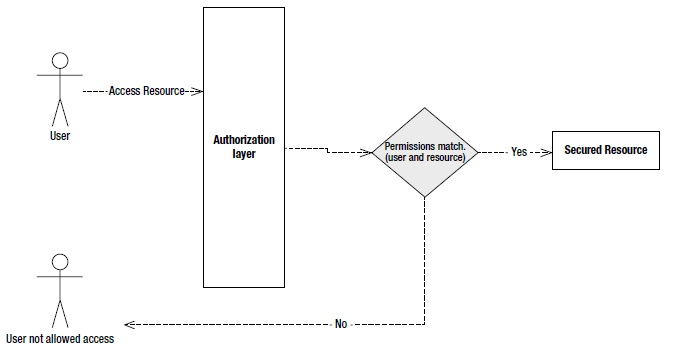 Access Resource
User
Authorization
layer
Permissions match.
(user and resource)
Yes
Secured Resource
No
User not allowed access